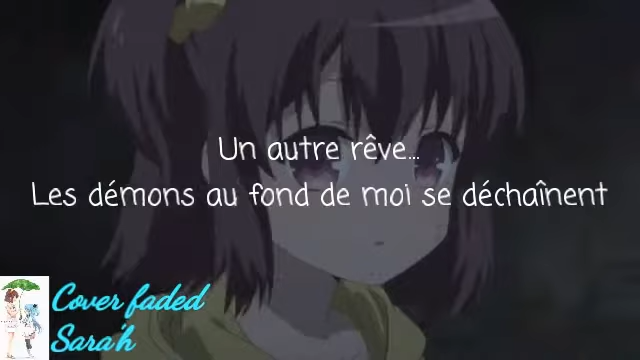 Un autre rêve...
Les démons au fond de moi se déchaînent
Cover faded
Sara'h